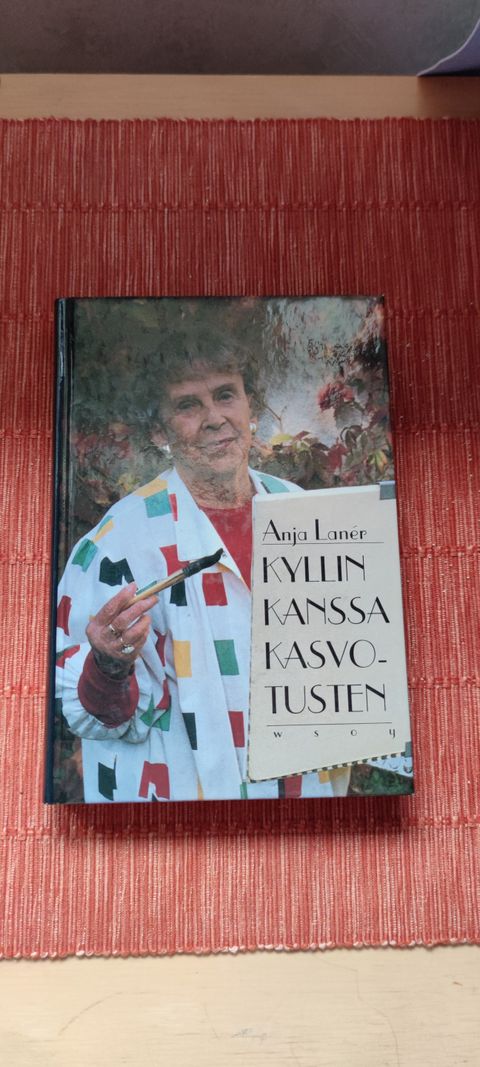 Anja Lanér
KYLLIN
KANSSA
KASVO-
TUSTEN
wsoy